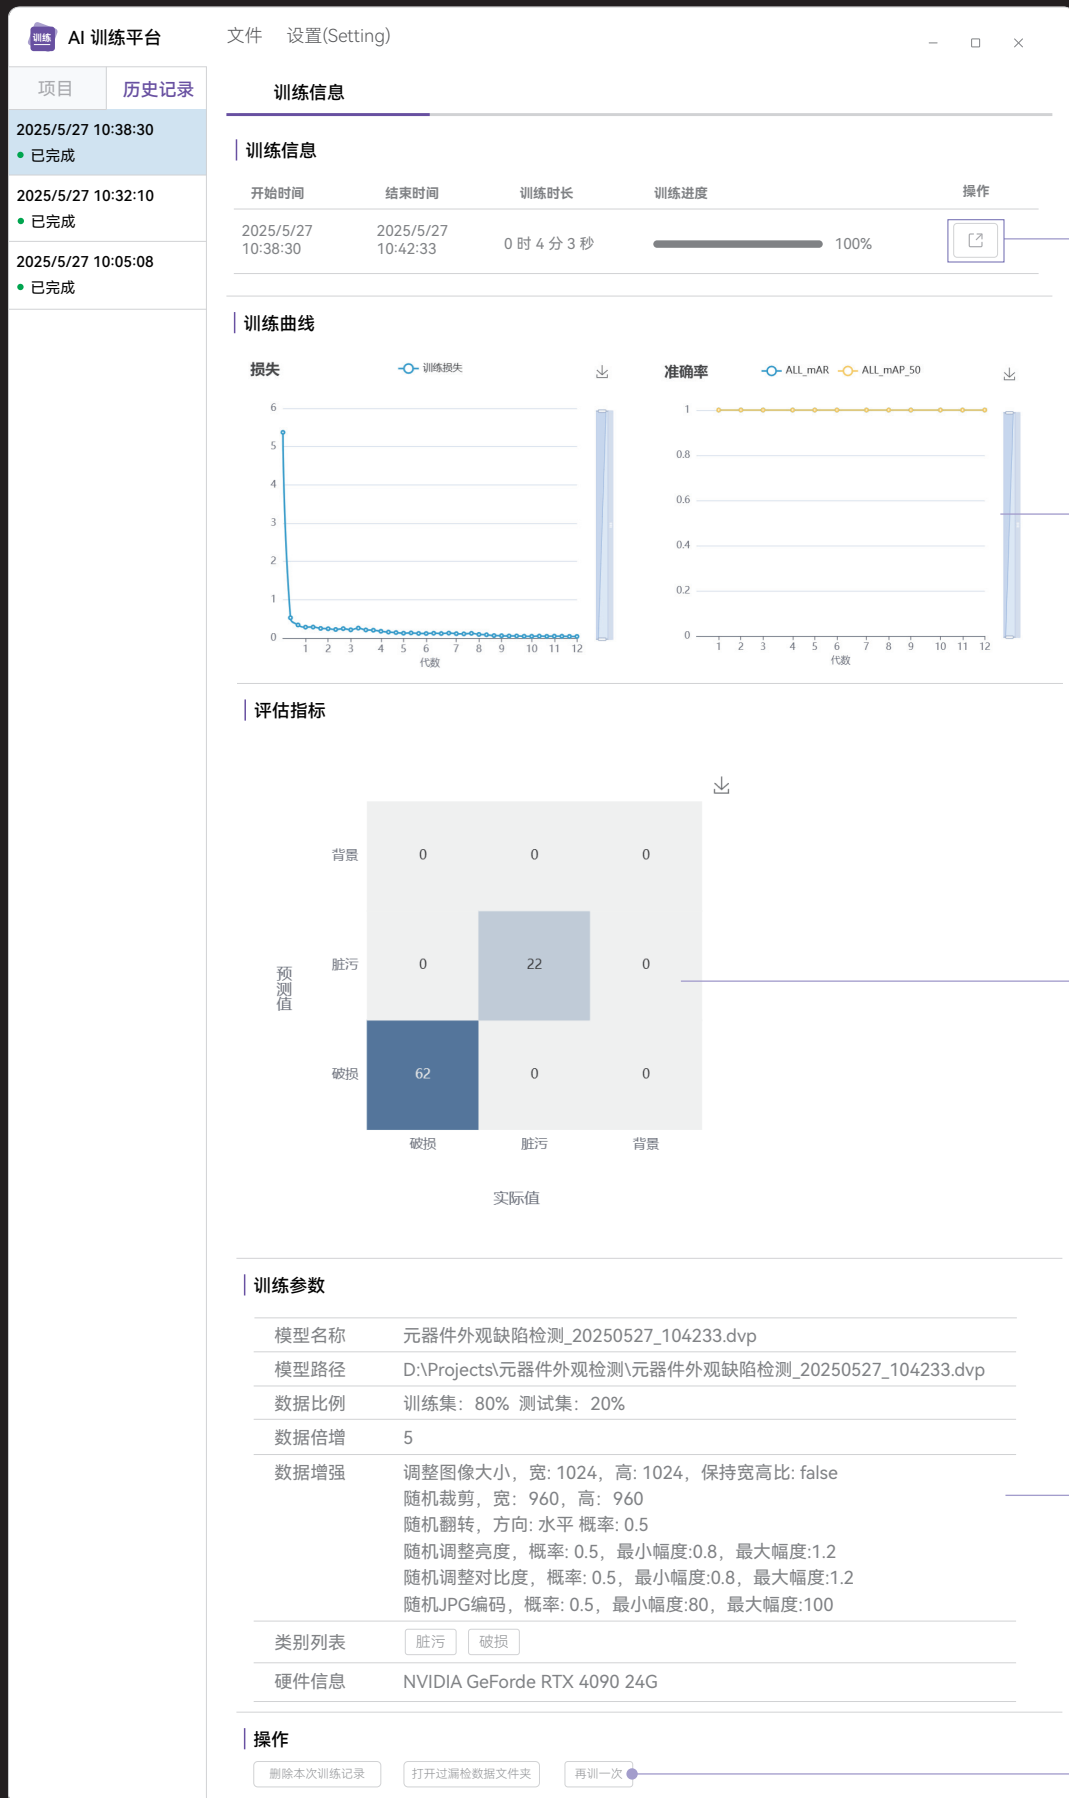 训练
AI 训练平台
文件 设置(Setting)
项目 历史记录
2025/5/27 10:38:30
已完成
2025/5/27 10:32:10
已完成
2025/5/27 10:05:08
已完成
训练信息
训练信息
开始时间 结束时间 训练时长 训练进度 操作
2025/5/27 10:38:30
2025/5/27 10:42:33
0 时 4 分 3 秒
100%
训练曲线
损失
训练损失
6
5
4
3
2
1
0
1 2 3 4 5 6 7 8 9 10 11 12
代数
准确率
ALL_mAR ALL_mAP_50
1
0.8
0.6
0.4
0.2
0
1 2 3 4 5 6 7 8 9 10 11 12
代数
评估指标
预测值
背景 0 0 0
脏污 0 22 0
破损 62 0 0
破损 脏污 背景
实际值
训练参数
模型名称 元器件外观缺陷检测_20250527_104233.dvp
模型路径 D:\Projects\元器件外观检测\元器件外观缺陷检测_20250527_104233.dvp
数据比例 训练集：80% 测试集：20%
数据倍增 5
数据增强 调整图像大小，宽: 1024，高: 1024，保持宽高比: false
随机裁剪，宽：960，高：960
随机翻转，方向: 水平 概率: 0.5
随机调整亮度，概率: 0.5，最小幅度:0.8，最大幅度:1.2
随机调整对比度，概率: 0.5，最小幅度:0.8，最大幅度:1.2
随机JPG编码，概率: 0.5，最小幅度:80，最大幅度:100
类别列表 脏污 破损
硬件信息 NVIDIA GeForde RTX 4090 24G
操作
删除本次训练记录 打开过漏检数据文件夹 再训一次